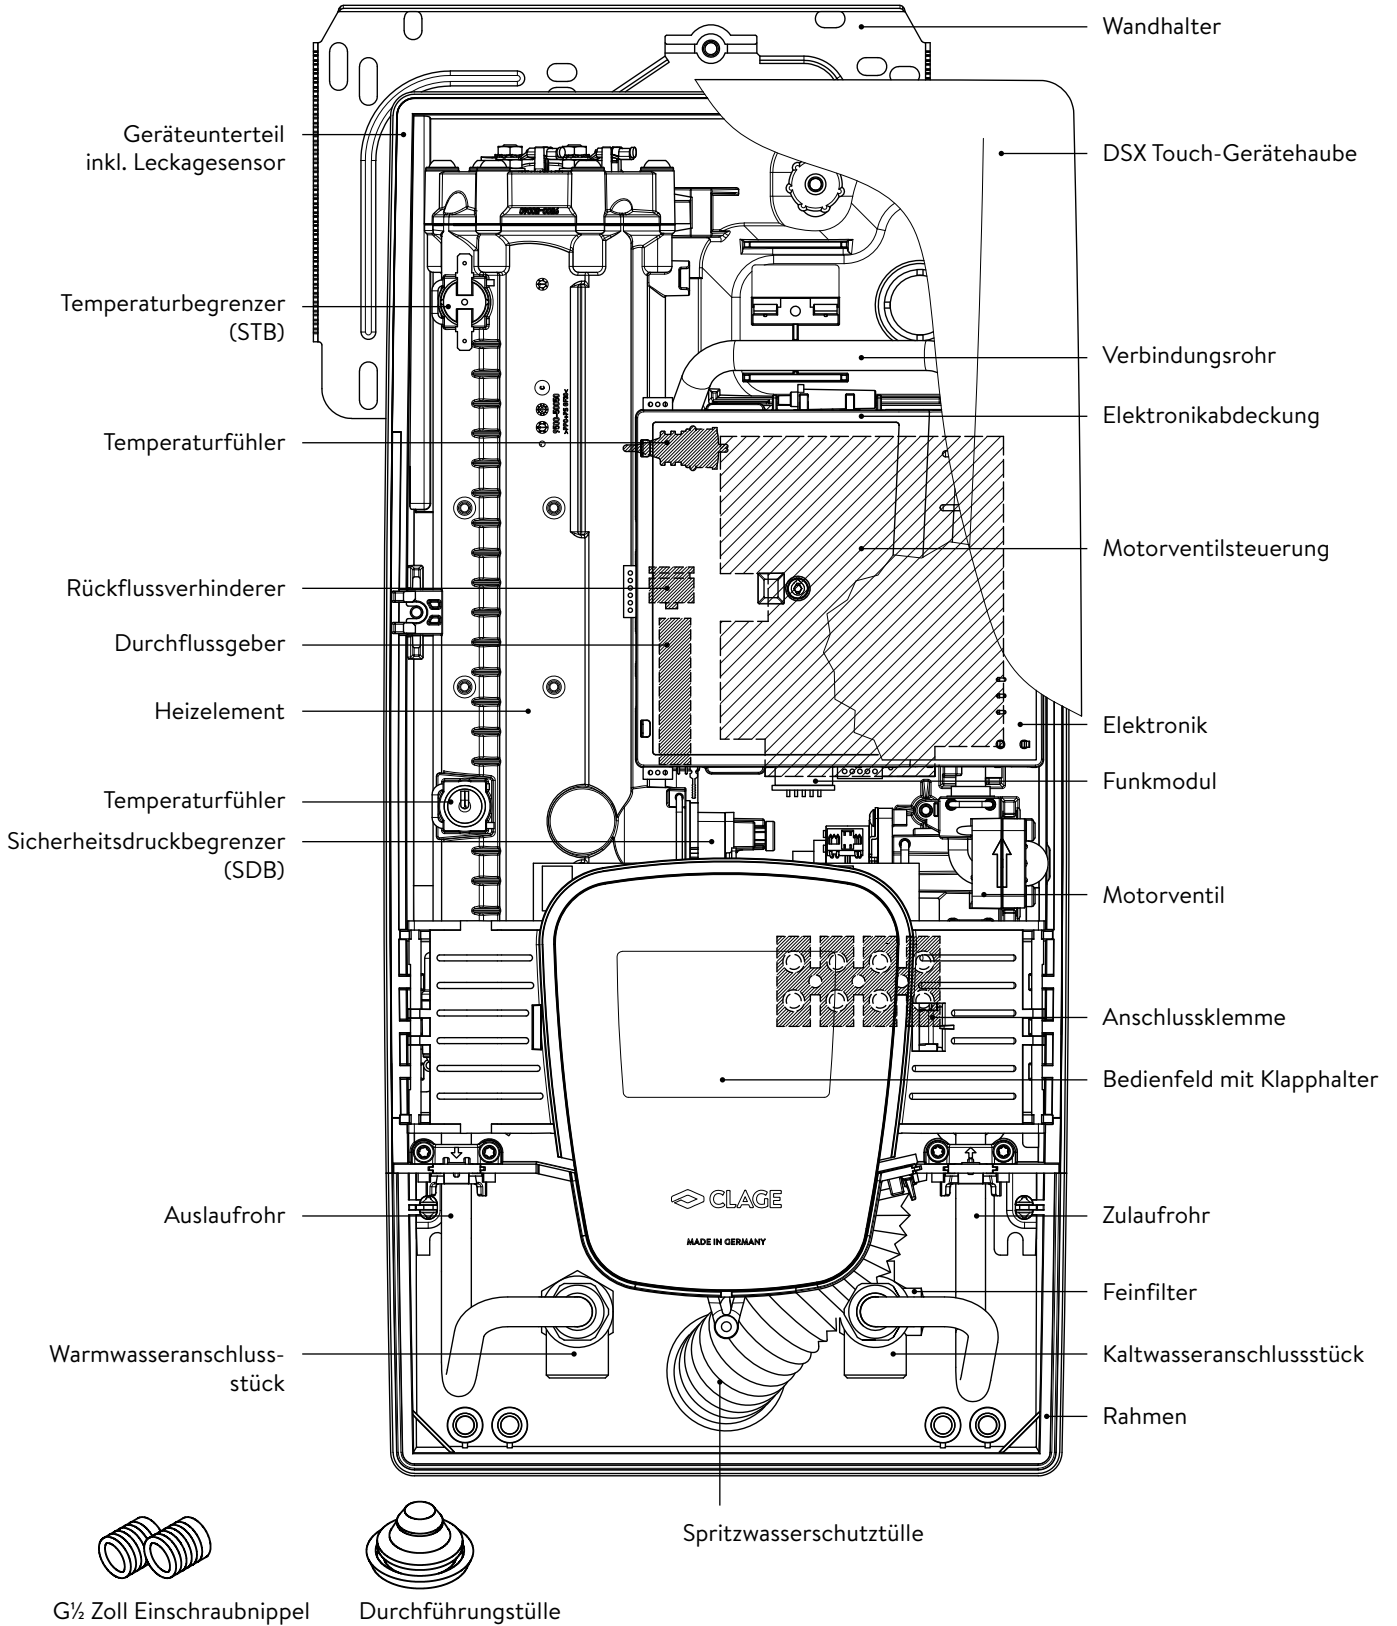 Wandhalter
Geräteunterteil
inkl. Leckagesensor
DSX Touch-Gerätehaube
Temperaturbegrenzer
(STB)
Verbindungsrohr
Elektronikabdeckung
Temperaturfühler
Motorventilsteuerung
Rückflussverhinderer
Durchflussgeber
Heizelement
Elektronik
Funkmodul
Temperaturfühler
Sicherheitsdruckbegrenzer
(SDB)
Motorventil
Anschlussklemme
Bedienfeld mit Klapphalter
CLAGE
MADE IN GERMANY
Auslaufrohr
Zulaufrohr
Feinfilter
Warmwasseranschluss-
stück
Kaltwasseranschlussstück
Rahmen
Spritzwasserschutztülle
G½ Zoll Einschraubnippel
Durchführungstülle